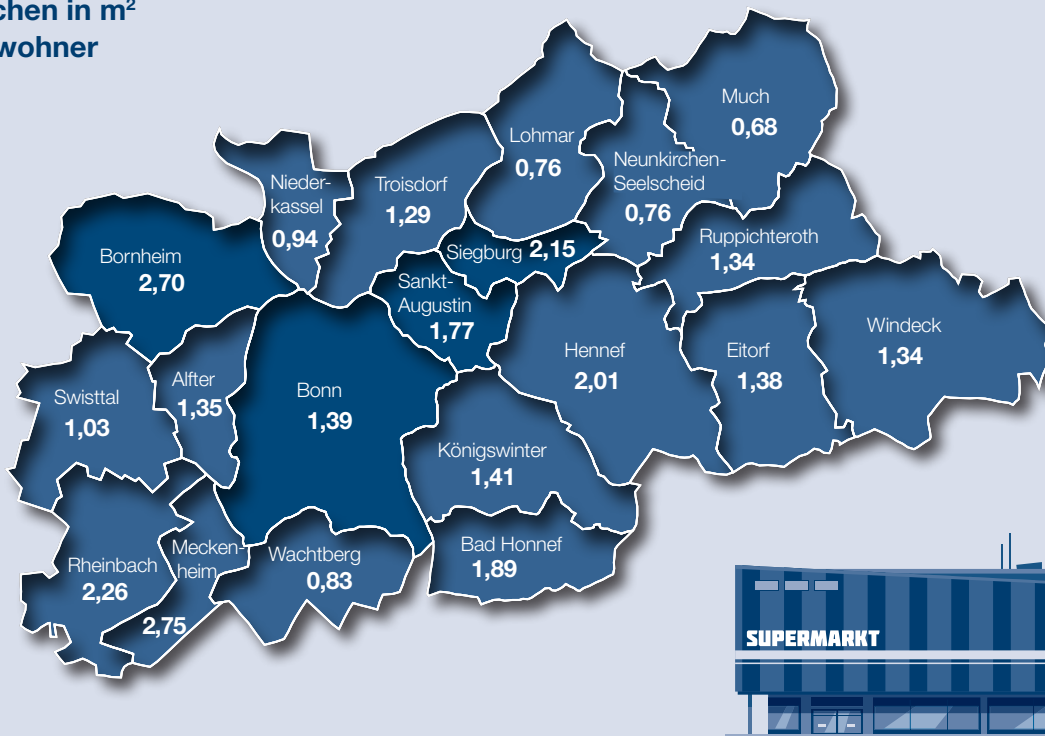 chen in m²
wohner
Much
0,68
Lohmar
0,76
Neunkirchen-
Seelscheid
0,76
Nieder-
kassel
0,94
Troisdorf
1,29
Ruppichteroth
1,34
Siegburg 2,15
Bornheim
2,70
Sankt-
Augustin
1,77
Windeck
1,34
Hennef
2,01
Eitorf
1,38
Alfter
1,35
Bonn
1,39
Swisttal
1,03
Königswinter
1,41
Bad Honnef
1,89
Mecken-
heim
2,75
Wachtberg
0,83
Rheinbach
2,26
SUPERMARKT